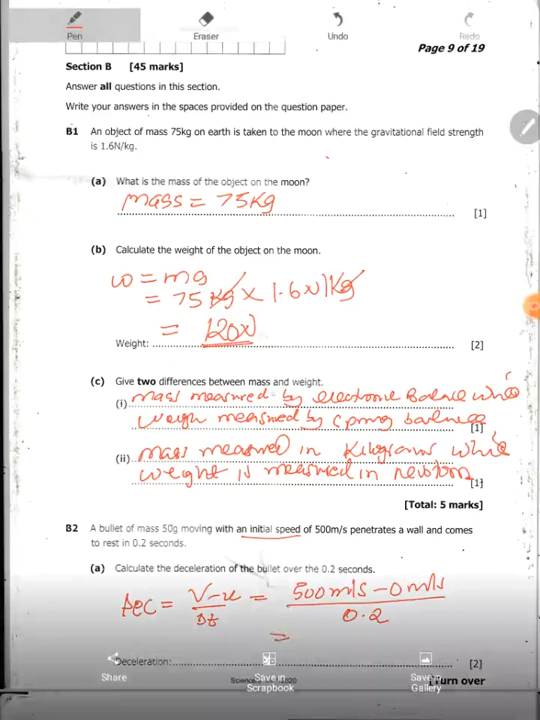 Pen
Eraser
Undo
Redo
Page 9 of 19
Section B [45 marks]
Answer all questions in this section.
Write your answers in the spaces provided on the question paper.
B1 An object of mass 75kg on earth is taken to the moon where the gravitational field strength
is 1.6N/kg.
(a) What is the mass of the object on the moon?
mass = 75kg
[1]
(b) Calculate the weight of the object on the moon.
w = mg
= 75kg × 1.6N/kg
= 120N
Weight: [2]
(c) Give two differences between mass and weight.
(i) mass measured by electronic Balance while
weigh measured by spring balance [1]
(ii) mass measured in kilograms while
weight is measured in newton [1]
[Total: 5 marks]
B2 A bullet of mass 50g moving with an initial speed of 500m/s penetrates a wall and comes
to rest in 0.2 seconds.
(a) Calculate the deceleration of the bullet over the 0.2 seconds.
Dec = V-u/Δt = 500m/s - 0m/s / 0.2
=
Deceleration: [2]
Share
Save in
Scrapbook
Save in
Gallery
Turn over